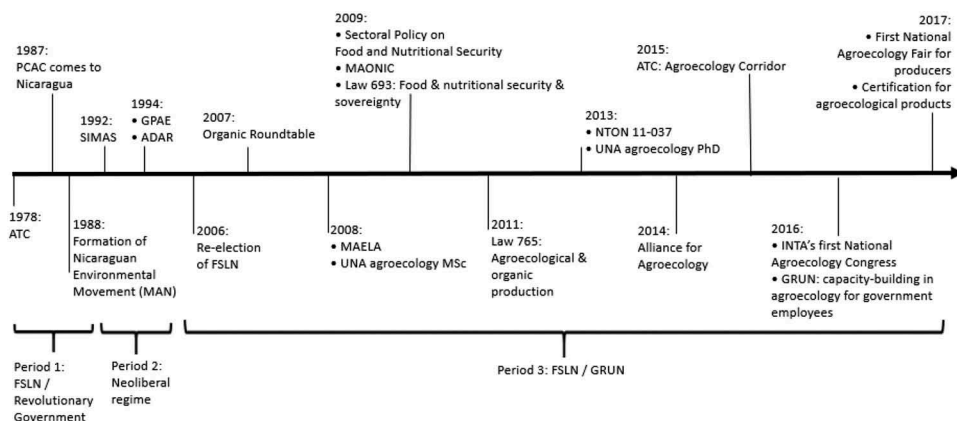 1987:
PCAC comes to
Nicaragua
1992:
SIMAS
1994:
• GPAE
• ADAR
2007:
Organic Roundtable
2009:
• Sectoral Policy on
Food and Nutritional Security
• MAONIC
• Law 693: Food & nutritional security &
sovereignty
2013:
• NTON 11-037
• UNA agroecology PhD
2015:
ATC: Agroecology Corridor
2017:
• First National
Agroecology Fair for
producers
• Certification for
agroecological products
1978:
ATC
1988:
Formation of
Nicaraguan
Environmental
Movement (MAN)
2006:
Re-election
of FSLN
2008:
• MAELA
• UNA agroecology MSc
2011:
Law 765:
Agroecological &
organic
production
2014:
Alliance for
Agroecology
2016:
• INTA's first National
Agroecology Congress
• GRUN: capacity-building in
agroecology for government
employees
Period 1:
FSLN /
Revolutionary
Government
Period 2:
Neoliberal
regime
Period 3: FSLN / GRUN